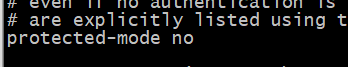 # even if no authentication is
# are explicitly listed using t
protected-mode no